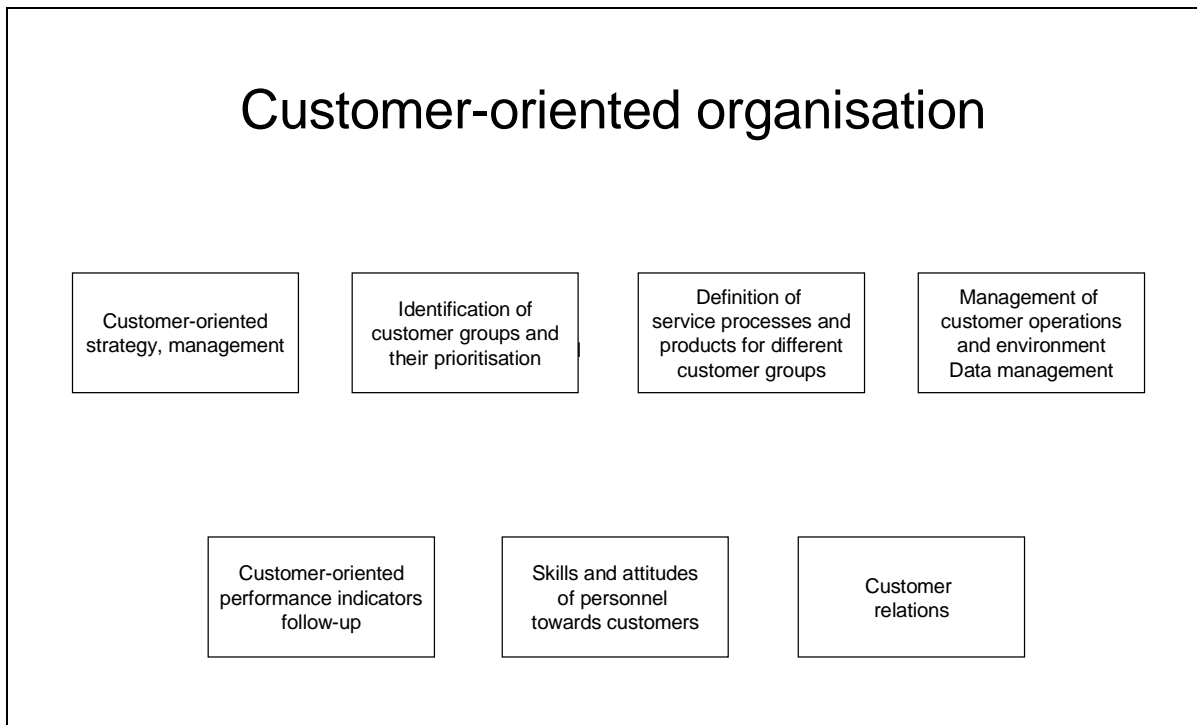 Customer-oriented organisation
Customer-oriented
strategy, management
Identification of
customer groups and
their prioritisation
Definition of
service processes and
products for different
customer groups
Management of
customer operations
and environment
Data management
Customer-oriented
performance indicators
follow-up
Skills and attitudes
of personnel
towards customers
Customer
relations